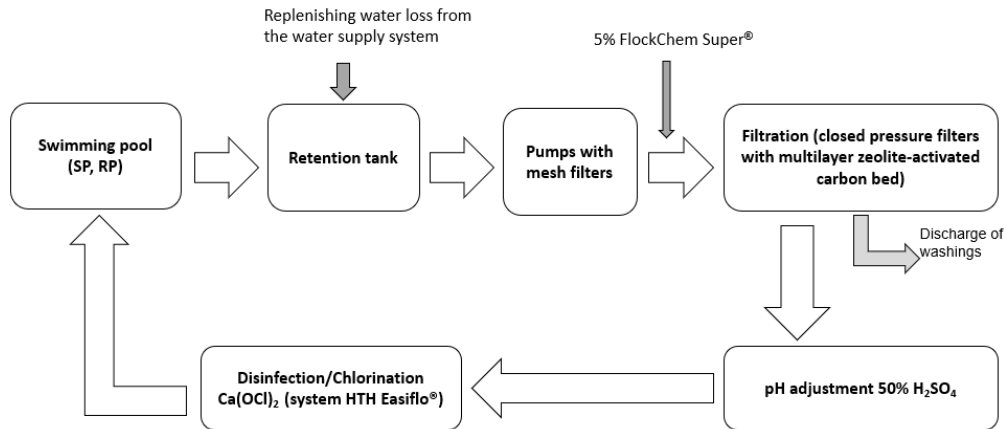 Replenishing water loss from
the water supply system
5% FlockChem Super®
Swimming pool
(SP, RP)
Retention tank
Pumps with
mesh filters
Filtration (closed pressure filters
with multilayer zeolite-activated
carbon bed)
Discharge of
washings
Disinfection/Chlorination
Ca(OCl)₂ (system HTH Easiflo®)
pH adjustment 50% H₂SO₄